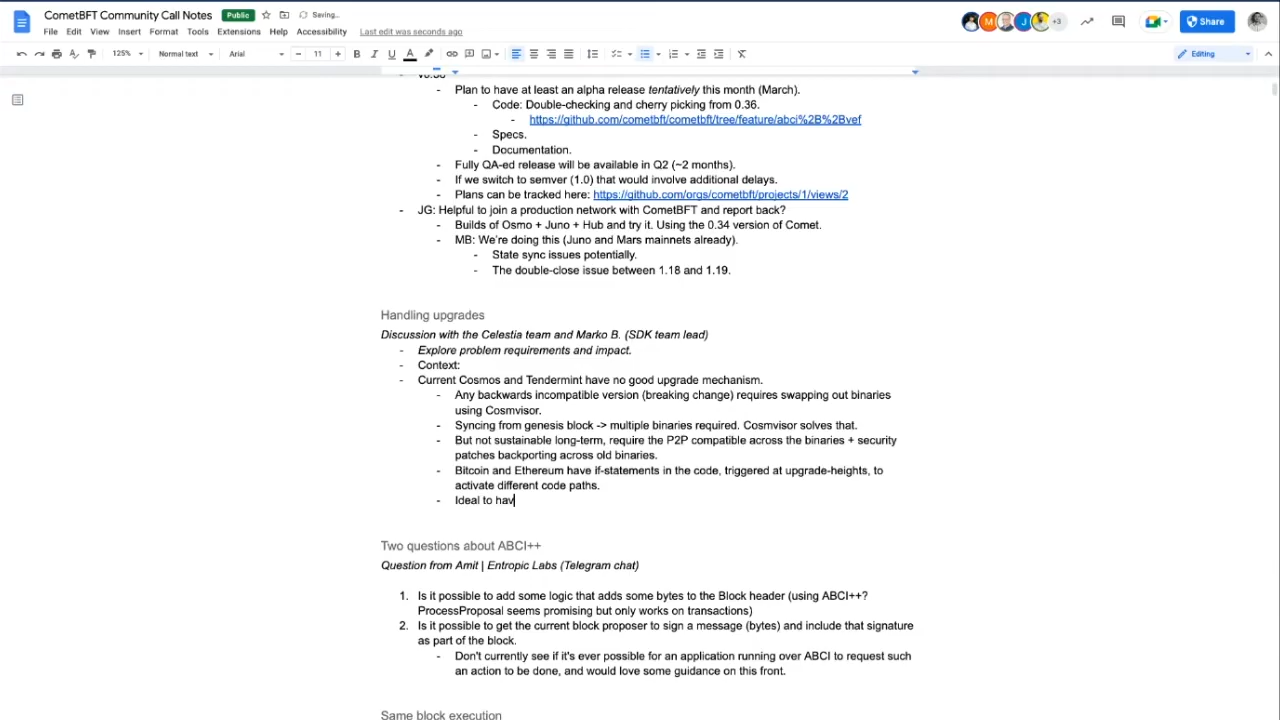 CometBFT Community Call Notes Public Saving...
File Edit View Insert Format Tools Extensions Help Accessibility Last edit was seconds ago
+3 Share
125% Normal text Arial 11 Editing
- Plan to have at least an alpha release tentatively this month (March).
- Code: Double-checking and cherry picking from 0.36.
- https://github.com/cometbft/cometbft/tree/feature/abci%2B%2Bvef
- Specs.
- Documentation.
- Fully QA-ed release will be available in Q2 (~2 months).
- If we switch to semver (1.0) that would involve additional delays.
- Plans can be tracked here: https://github.com/orgs/cometbft/projects/1/views/2
- JG: Helpful to join a production network with CometBFT and report back?
- Builds of Osmo + Juno + Hub and try it. Using the 0.34 version of Comet.
- MB: We're doing this (Juno and Mars mainnets already).
- State sync issues potentially.
- The double-close issue between 1.18 and 1.19.
Handling upgrades
Discussion with the Celestia team and Marko B. (SDK team lead)
- Explore problem requirements and impact.
- Context:
- Current Cosmos and Tendermint have no good upgrade mechanism.
- Any backwards incompatible version (breaking change) requires swapping out binaries
using Cosmvisor.
- Syncing from genesis block -> multiple binaries required. Cosmvisor solves that.
- But not sustainable long-term, require the P2P compatible across the binaries + security
patches backporting across old binaries.
- Bitcoin and Ethereum have if-statements in the code, triggered at upgrade-heights, to
activate different code paths.
- Ideal to hav
Two questions about ABCI++
Question from Amit | Entropic Labs (Telegram chat)
1. Is it possible to add some logic that adds some bytes to the Block header (using ABCI++?
ProcessProposal seems promising but only works on transactions)
2. Is it possible to get the current block proposer to sign a message (bytes) and include that signature
as part of the block.
- Don't currently see if it's ever possible for an application running over ABCI to request such
an action to be done, and would love some guidance on this front.
Same block execution